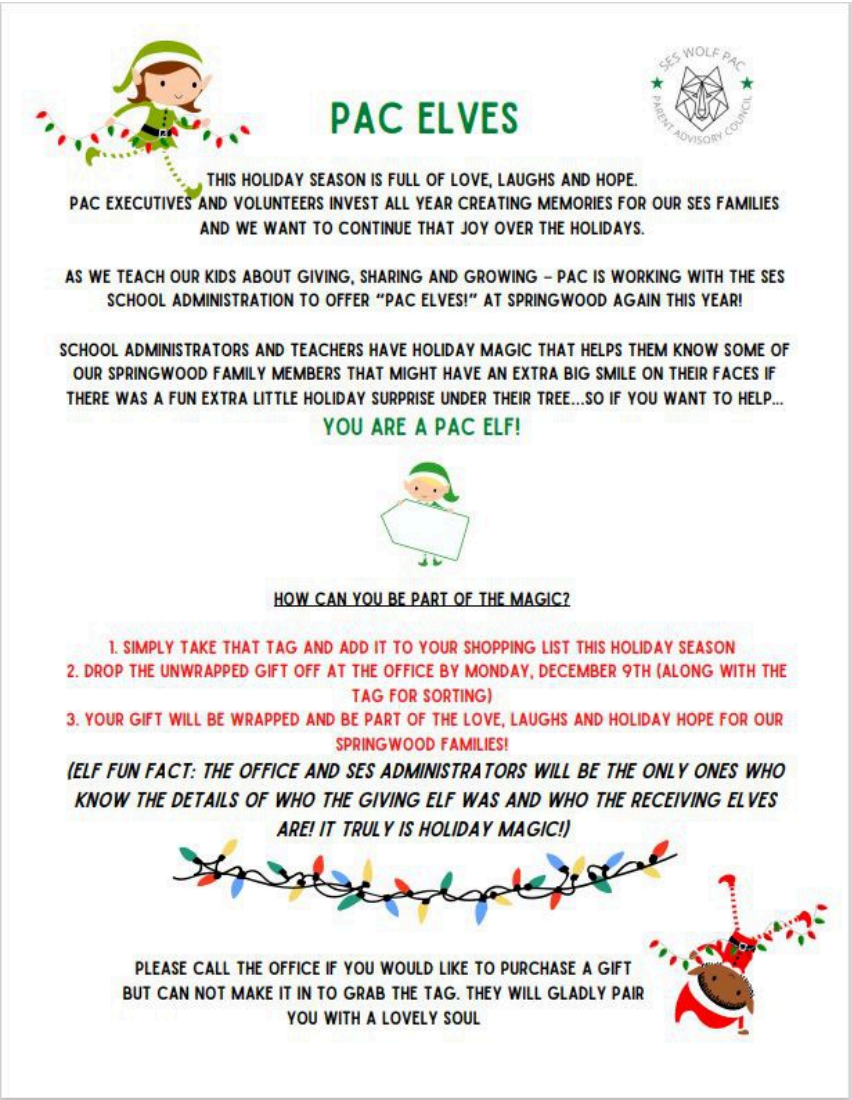 SES WOLF PAC
PARENT ADVISORY COUNCIL
PAC ELVES
THIS HOLIDAY SEASON IS FULL OF LOVE, LAUGHS AND HOPE.
PAC EXECUTIVES AND VOLUNTEERS INVEST ALL YEAR CREATING MEMORIES FOR OUR SES FAMILIES
AND WE WANT TO CONTINUE THAT JOY OVER THE HOLIDAYS.
AS WE TEACH OUR KIDS ABOUT GIVING, SHARING AND GROWING – PAC IS WORKING WITH THE SES
SCHOOL ADMINISTRATION TO OFFER "PAC ELVES!" AT SPRINGWOOD AGAIN THIS YEAR!
SCHOOL ADMINISTRATORS AND TEACHERS HAVE HOLIDAY MAGIC THAT HELPS THEM KNOW SOME OF
OUR SPRINGWOOD FAMILY MEMBERS THAT MIGHT HAVE AN EXTRA BIG SMILE ON THEIR FACES IF
THERE WAS A FUN EXTRA LITTLE HOLIDAY SURPRISE UNDER THEIR TREE...SO IF YOU WANT TO HELP...
YOU ARE A PAC ELF!
HOW CAN YOU BE PART OF THE MAGIC?
1. SIMPLY TAKE THAT TAG AND ADD IT TO YOUR SHOPPING LIST THIS HOLIDAY SEASON
2. DROP THE UNWRAPPED GIFT OFF AT THE OFFICE BY MONDAY, DECEMBER 9TH (ALONG WITH THE
TAG FOR SORTING)
3. YOUR GIFT WILL BE WRAPPED AND BE PART OF THE LOVE, LAUGHS AND HOLIDAY HOPE FOR OUR
SPRINGWOOD FAMILIES!
(ELF FUN FACT: THE OFFICE AND SES ADMINISTRATORS WILL BE THE ONLY ONES WHO
KNOW THE DETAILS OF WHO THE GIVING ELF WAS AND WHO THE RECEIVING ELVES
ARE! IT TRULY IS HOLIDAY MAGIC!)
PLEASE CALL THE OFFICE IF YOU WOULD LIKE TO PURCHASE A GIFT
BUT CAN NOT MAKE IT IN TO GRAB THE TAG. THEY WILL GLADLY PAIR
YOU WITH A LOVELY SOUL